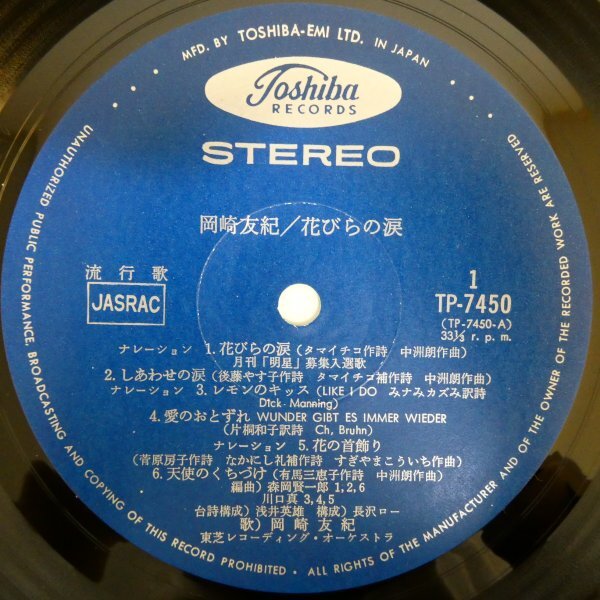 MFD. BY TOSHIBA-EMI LTD. IN JAPAN
Toshiba
RECORDS
STEREO
岡崎友紀/花びらの涙
流行歌
JASRAC
1
TP-7450
(TP-7450-A)
33⅓ r. p. m.
ナレーション 1.花びらの涙(タマイチコ作詩 中洲朗作曲)
月刊「明星」募集入選歌
2.しあわせの涙(後藤やす子作詩 タマイチコ補作詩 中洲朗作曲)
ナレーション 3.レモンのキッス(LIKE I DO みナみカズみ訳詩
Dick Manning)
4.愛のおとずれ WUNDER GIBT ES IMMER WIEDER
(片桐和子訳詩 Ch, Bruhn)
ナレーション 5.花の首飾り
(菅原房子作詩 なかにし礼補作詩 すぎやまこういち作曲)
6.天使のくちづけ(有馬三恵子作詩 中洲朗作曲)
編曲)森岡賢一郎 1,2,6
川口真 3,4,5
台詩構成)浅井英雄 構成)長沢ロー
歌)岡崎友紀
東芝レコーディング・オーケストラ
UNAUTHORIZED PUBLIC PERFORMANCE, BROADCASTING AND COPYING OF THIS RECORD PROHIBITED • ALL RIGHTS OF THE MANUFACTURER AND OF THE OWNER OF THE RECORDED WORK ARE RESERVED